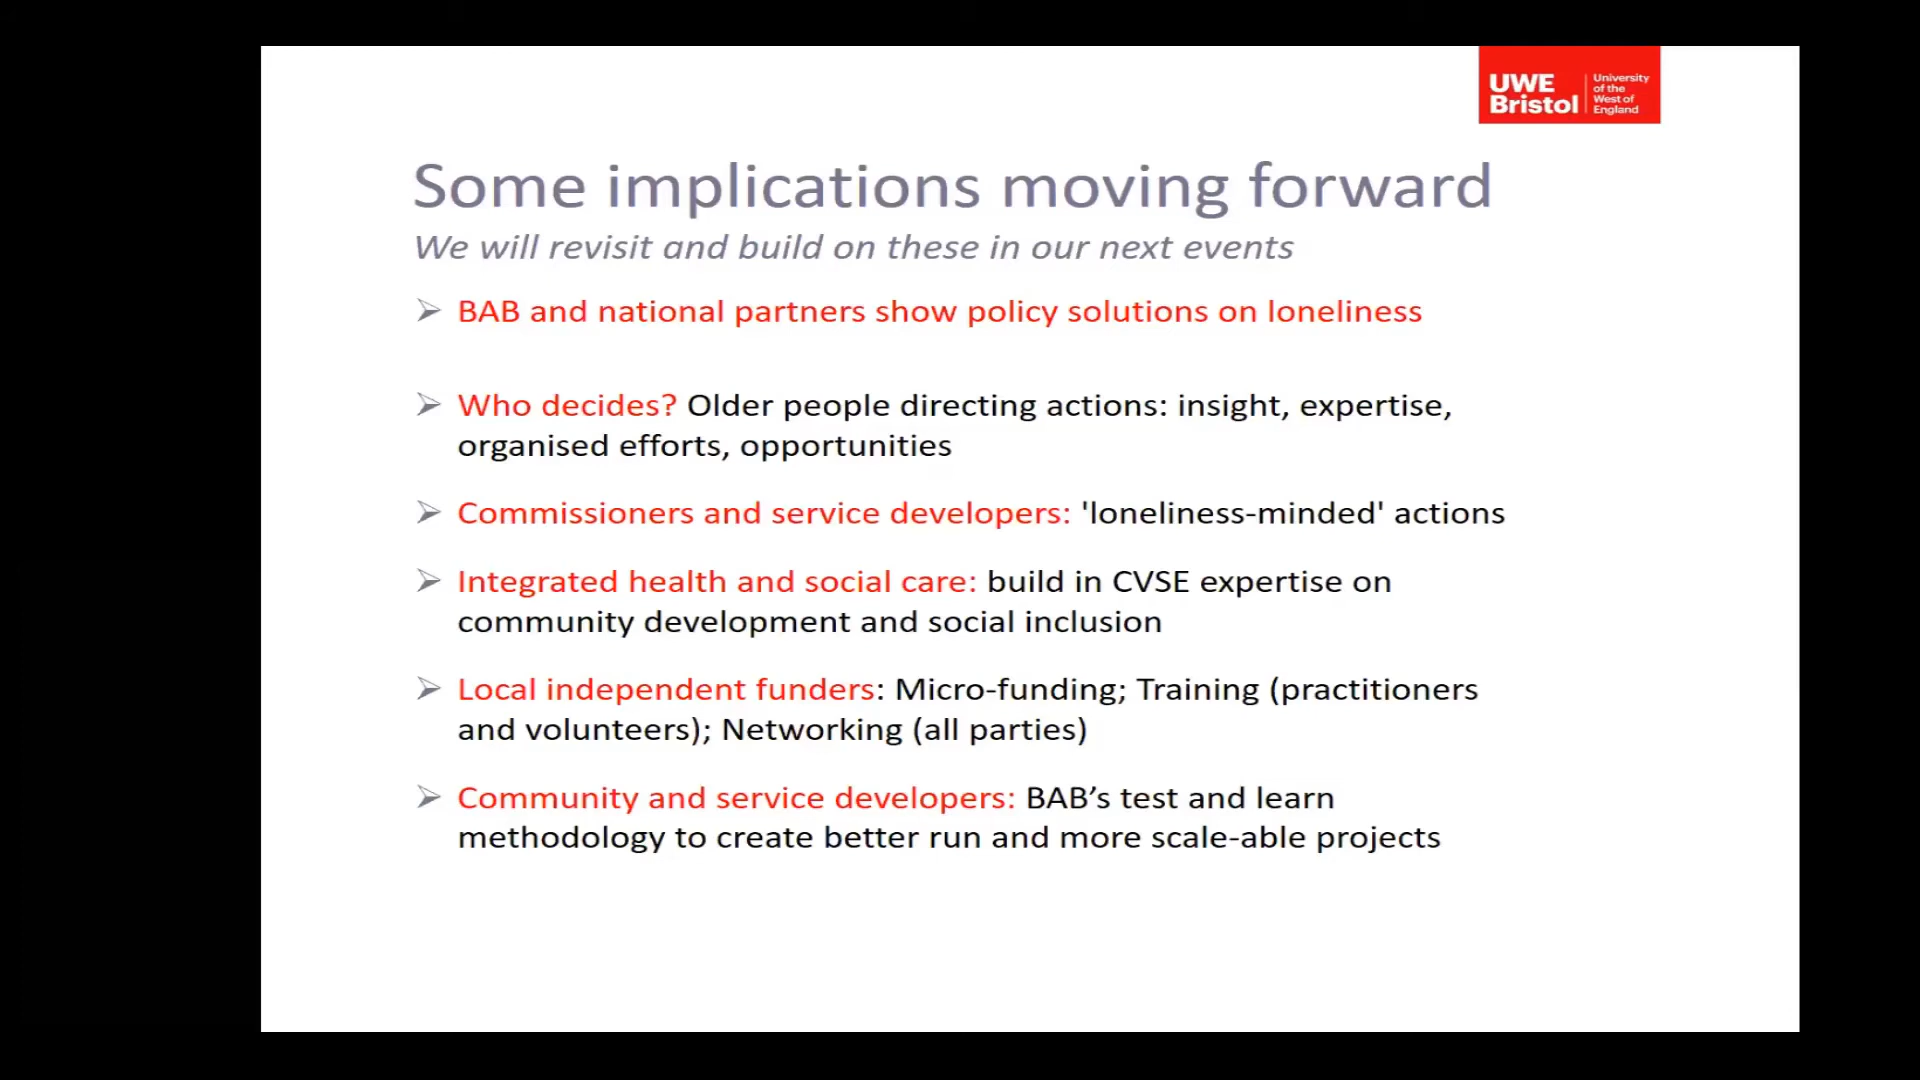 UWE
Bristol
University
of the
West of
England
Some implications moving forward
We will revisit and build on these in our next events
BAB and national partners show policy solutions on loneliness
Who decides? Older people directing actions: insight, expertise,
organised efforts, opportunities
Commissioners and service developers: 'loneliness-minded' actions
Integrated health and social care: build in CVSE expertise on
community development and social inclusion
Local independent funders: Micro-funding; Training (practitioners
and volunteers); Networking (all parties)
Community and service developers: BAB’s test and learn
methodology to create better run and more scale-able projects